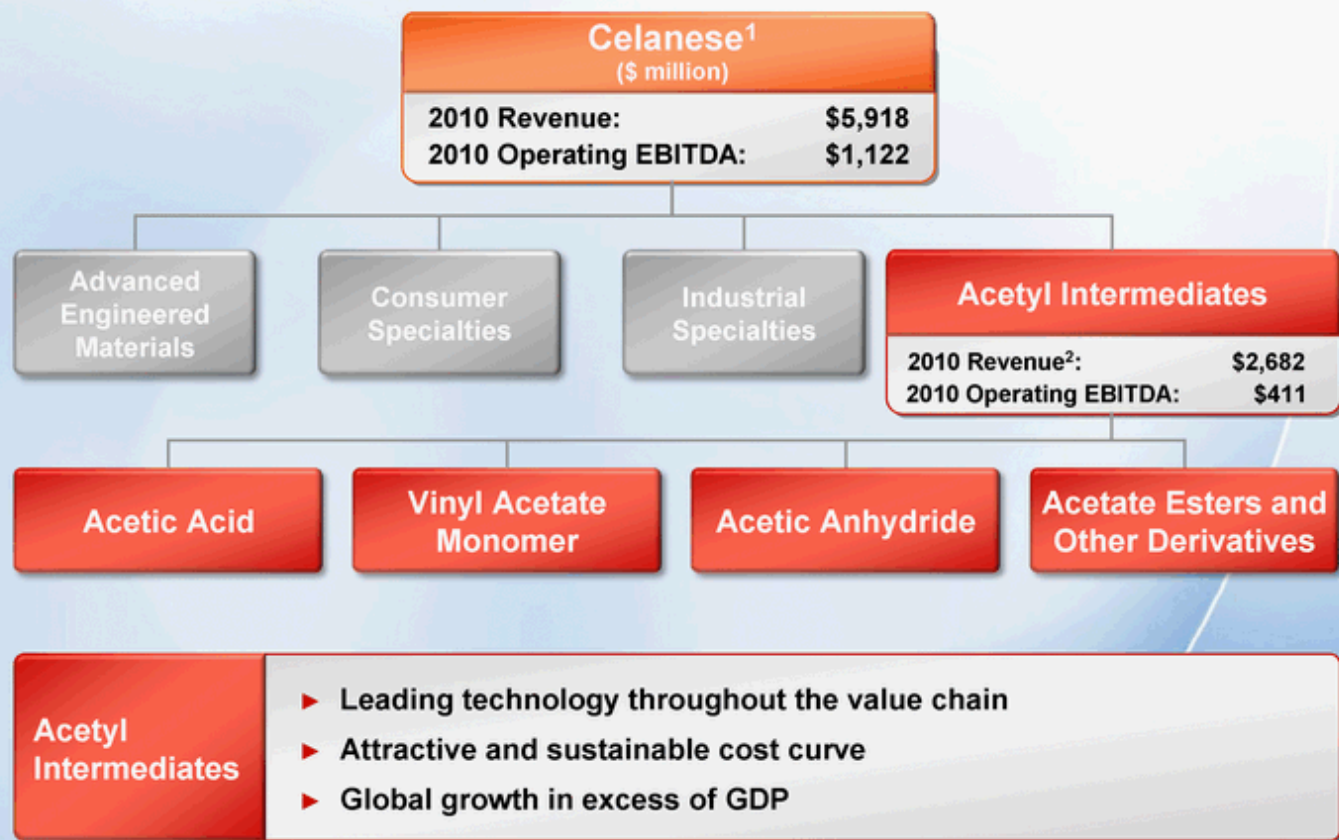 Celanese¹
($ million)
2010 Revenue: $5,918
2010 Operating EBITDA: $1,122
Advanced
Engineered
Materials
Consumer
Specialties
Industrial
Specialties
Acetyl Intermediates
2010 Revenue²: $2,682
2010 Operating EBITDA: $411
Acetic Acid
Vinyl Acetate
Monomer
Acetic Anhydride
Acetate Esters and
Other Derivatives
Acetyl
Intermediates
► Leading technology throughout the value chain
► Attractive and sustainable cost curve
► Global growth in excess of GDP